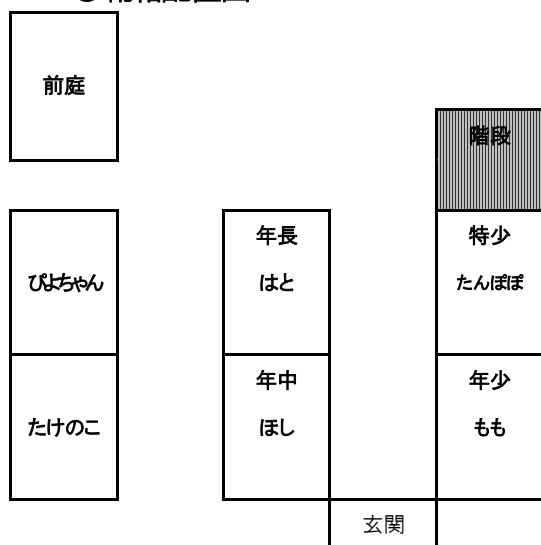 前庭
階段
年長
特少
ぴよちゃん
はと
たんぽぽ
年中
年少
たけのこ
ほし
もも
玄関